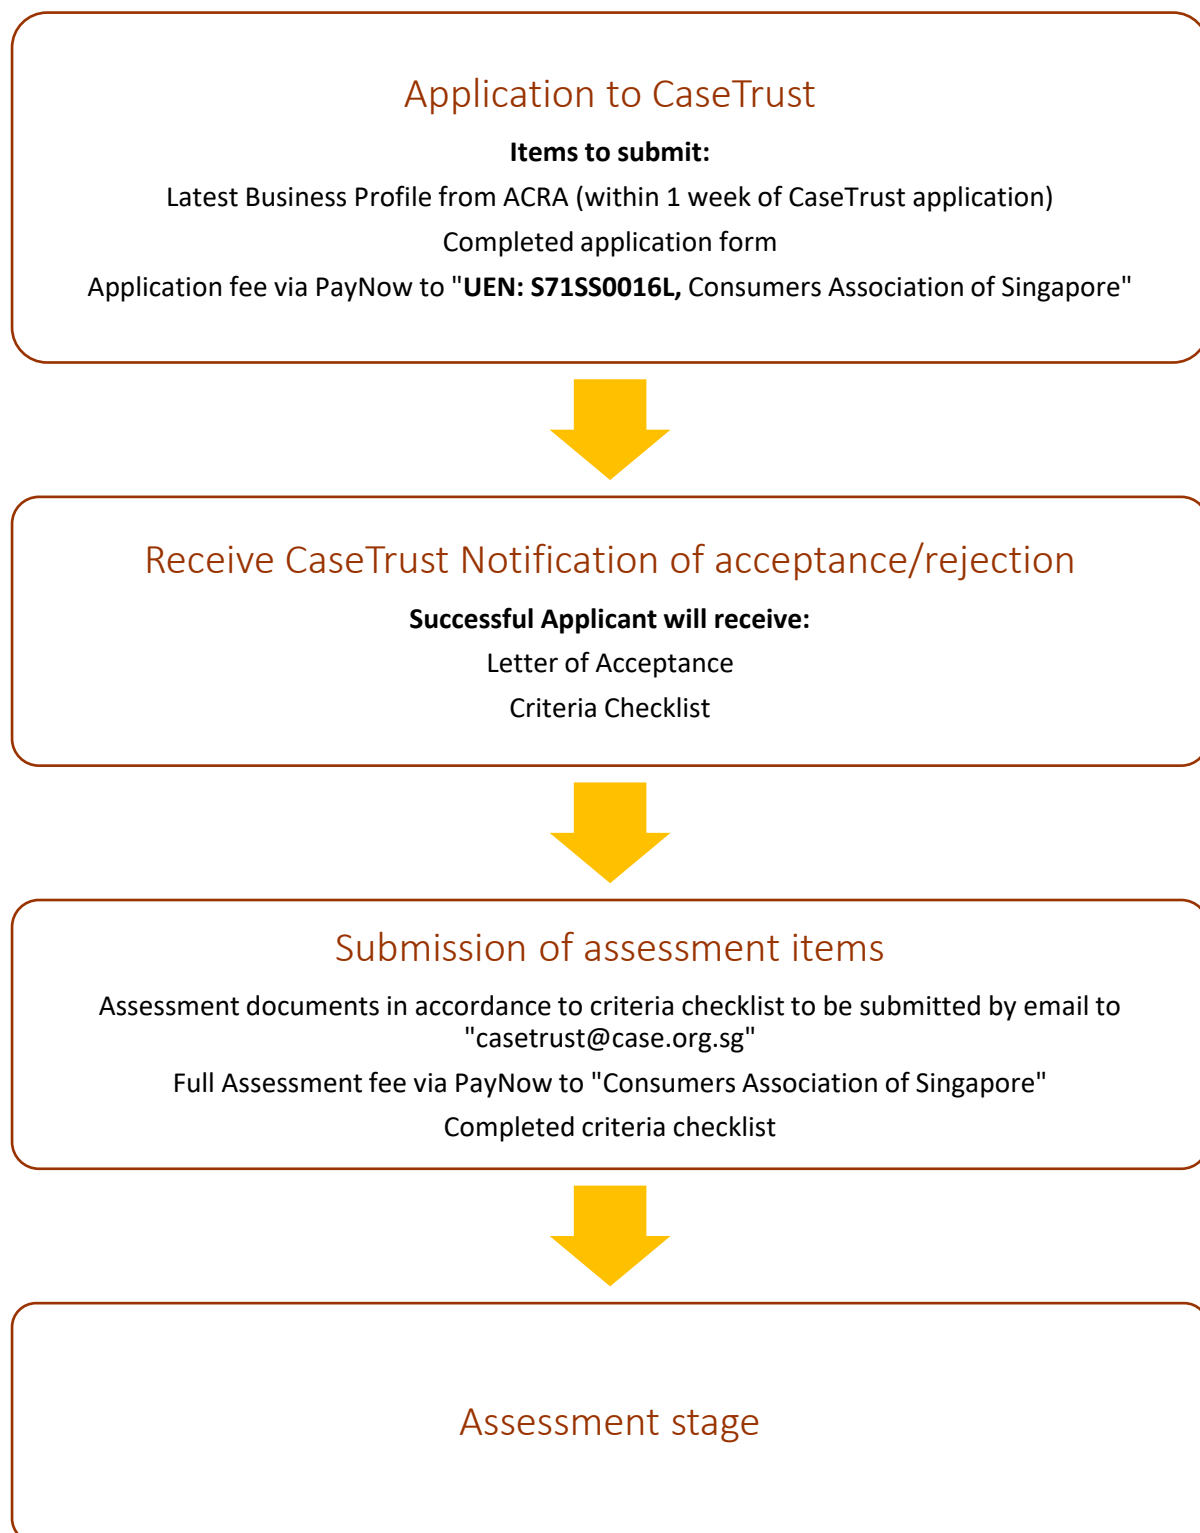 Application to CaseTrust
Items to submit:
Latest Business Profile from ACRA (within 1 week of CaseTrust application)
Completed application form
Application fee via PayNow to "UEN: S71SS0016L, Consumers Association of Singapore"
Receive CaseTrust Notification of acceptance/rejection
Successful Applicant will receive:
Letter of Acceptance
Criteria Checklist
Submission of assessment items
Assessment documents in accordance to criteria checklist to be submitted by email to
"casetrust@case.org.sg"
Full Assessment fee via PayNow to "Consumers Association of Singapore"
Completed criteria checklist
Assessment stage